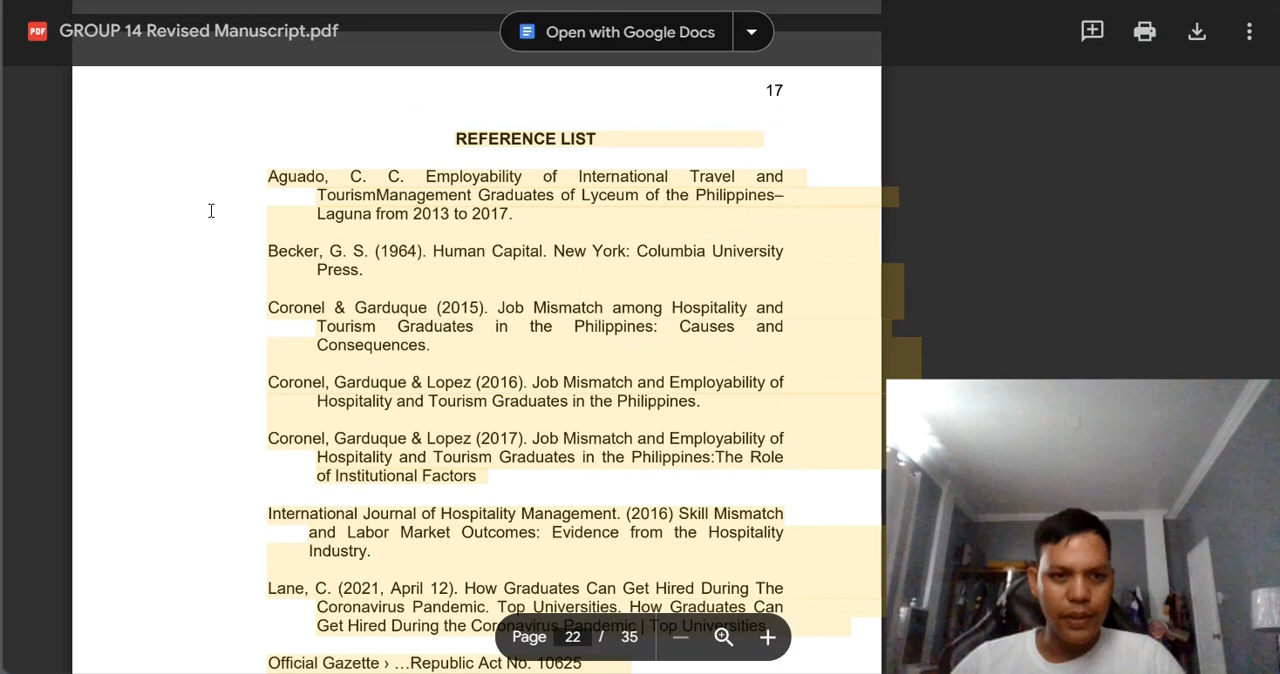 PDF GROUP 14 Revised Manuscript.pdf
Open with Google Docs
17
REFERENCE LIST
Aguado, C. C. Employability of International Travel and
TourismManagement Graduates of Lyceum of the Philippines–
Laguna from 2013 to 2017.
Becker, G. S. (1964). Human Capital. New York: Columbia University
Press.
Coronel & Garduque (2015). Job Mismatch among Hospitality and
Tourism Graduates in the Philippines: Causes and
Consequences.
Coronel, Garduque & Lopez (2016). Job Mismatch and Employability of
Hospitality and Tourism Graduates in the Philippines.
Coronel, Garduque & Lopez (2017). Job Mismatch and Employability of
Hospitality and Tourism Graduates in the Philippines:The Role
of Institutional Factors
International Journal of Hospitality Management. (2016) Skill Mismatch
and Labor Market Outcomes: Evidence from the Hospitality
Industry.
Lane, C. (2021, April 12). How Graduates Can Get Hired During The
Coronavirus Pandemic. Top Universities. How Graduates Can
Get Hired During the Coronavirus Pandemic | Top Universities.
Page 22 / 35
Official Gazette › ...Republic Act No. 10625